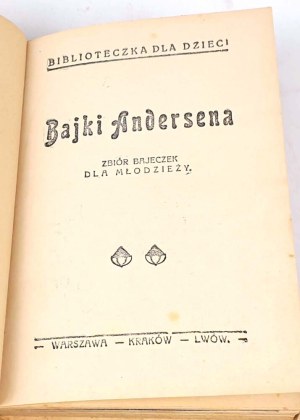 BIBLIOTECZKA DLA DZIECI
Bajki Andersena
ZBIÓR BAJECZEK
DLA MŁODZIEŻY.
WARSZAWA — KRAKÓW — LWÓW.